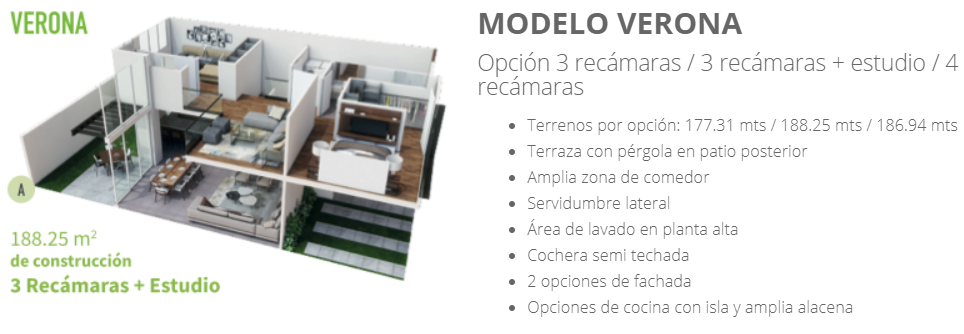 VERONA
A
188.25 m²
de construcción
3 Recámaras + Estudio
MODELO VERONA
Opción 3 recámaras / 3 recámaras + estudio / 4
recámaras
• Terrenos por opción: 177.31 mts / 188.25 mts / 186.94 mts
• Terraza con pérgola en patio posterior
• Amplia zona de comedor
• Servidumbre lateral
• Área de lavado en planta alta
• Cochera semi techada
• 2 opciones de fachada
• Opciones de cocina con isla y amplia alacena